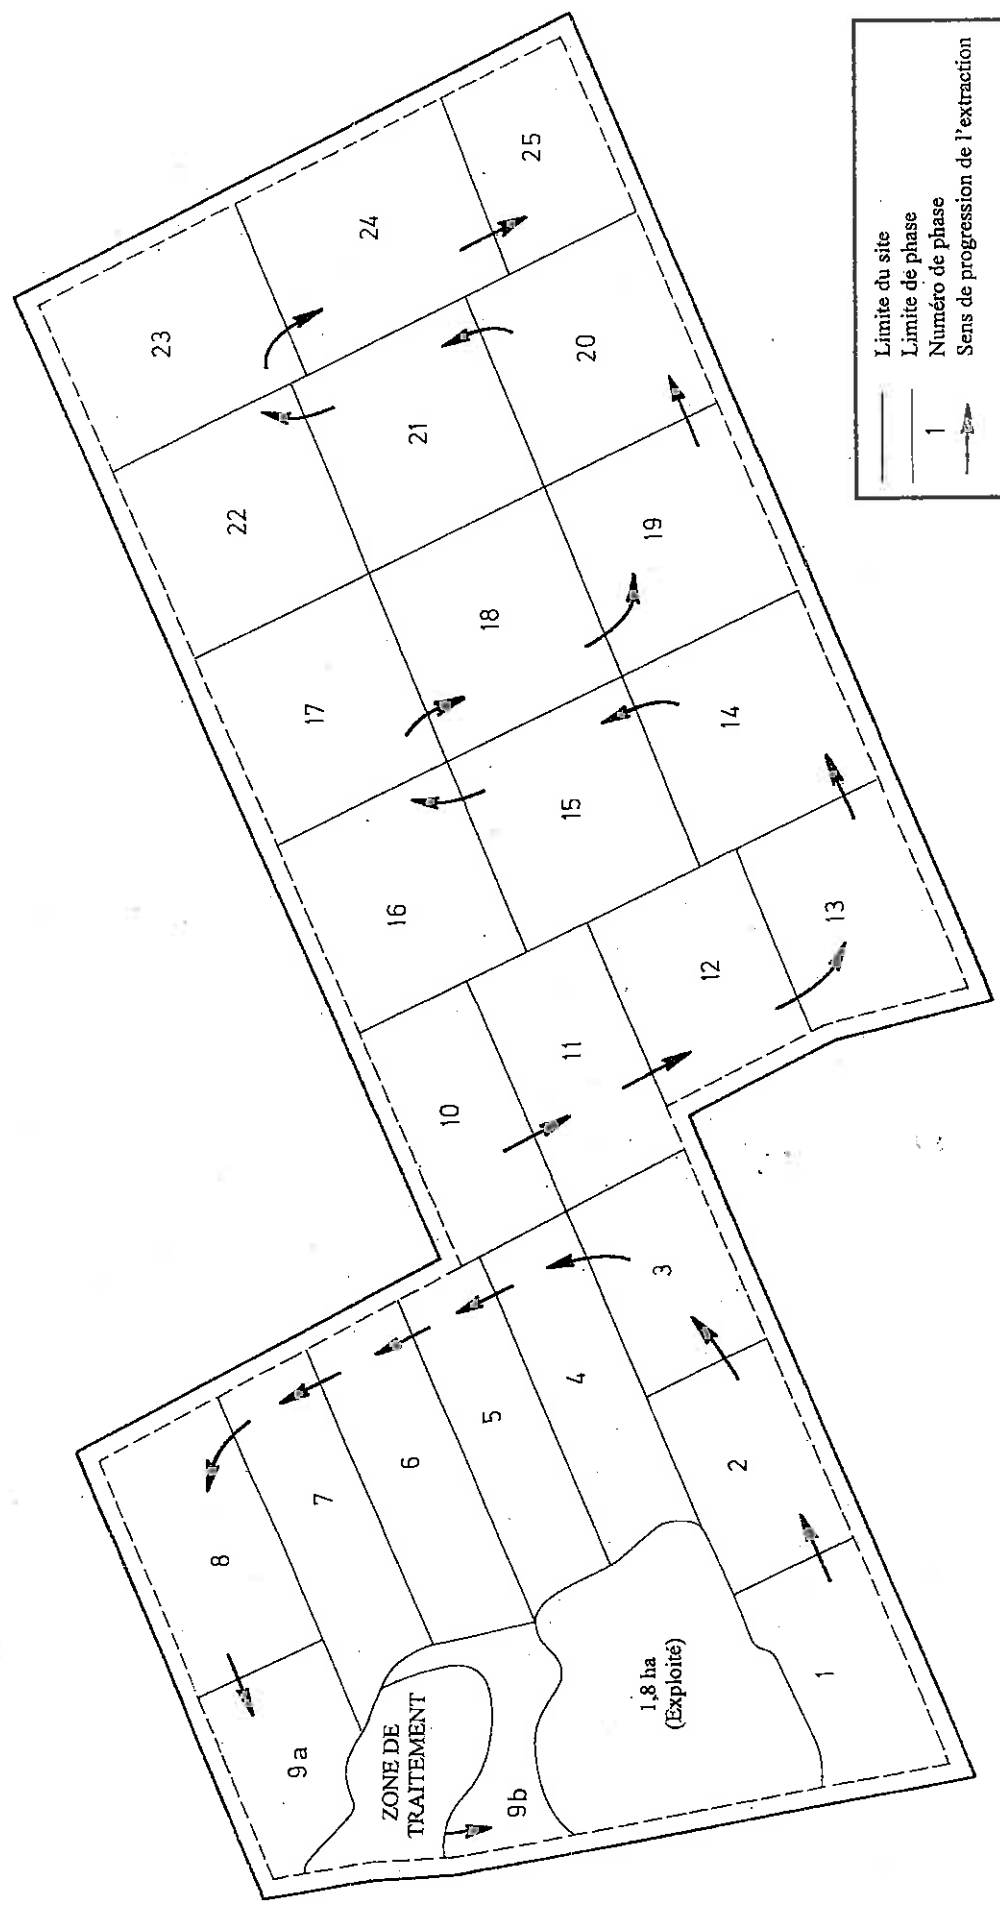 23
24
25
22
21
20
17
18
19
16
15
14
10
11
12
13
8
7
6
5
4
3
2
9a
ZONE DE
TRAITEMENT
9b
1,8 ha
(Exploité)
1
Limite du site
Limite de phase
1 Numéro de phase
Sens de progression de l'extraction